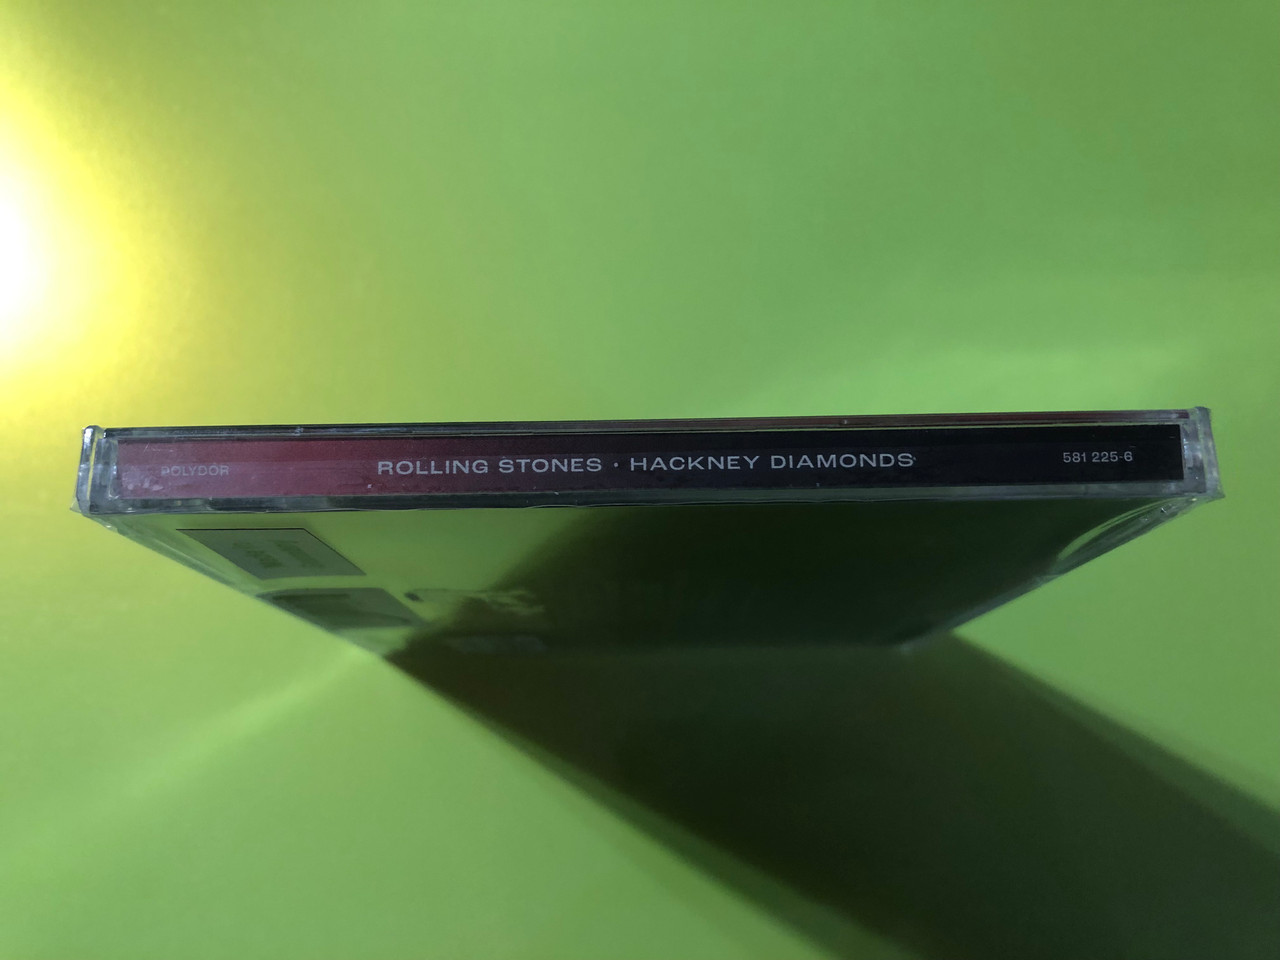 POLYDOR ROLLING STONES · HACKNEY DIAMONDS 581 225-6